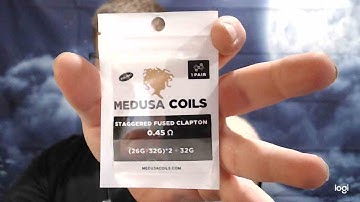 1 PAIR
MEDUSA COILS
STAGGERED FUSED CLAPTON
0.45 Ω
(26G-32G)*2 + 32G
MEDUSACOILS.COM
logi